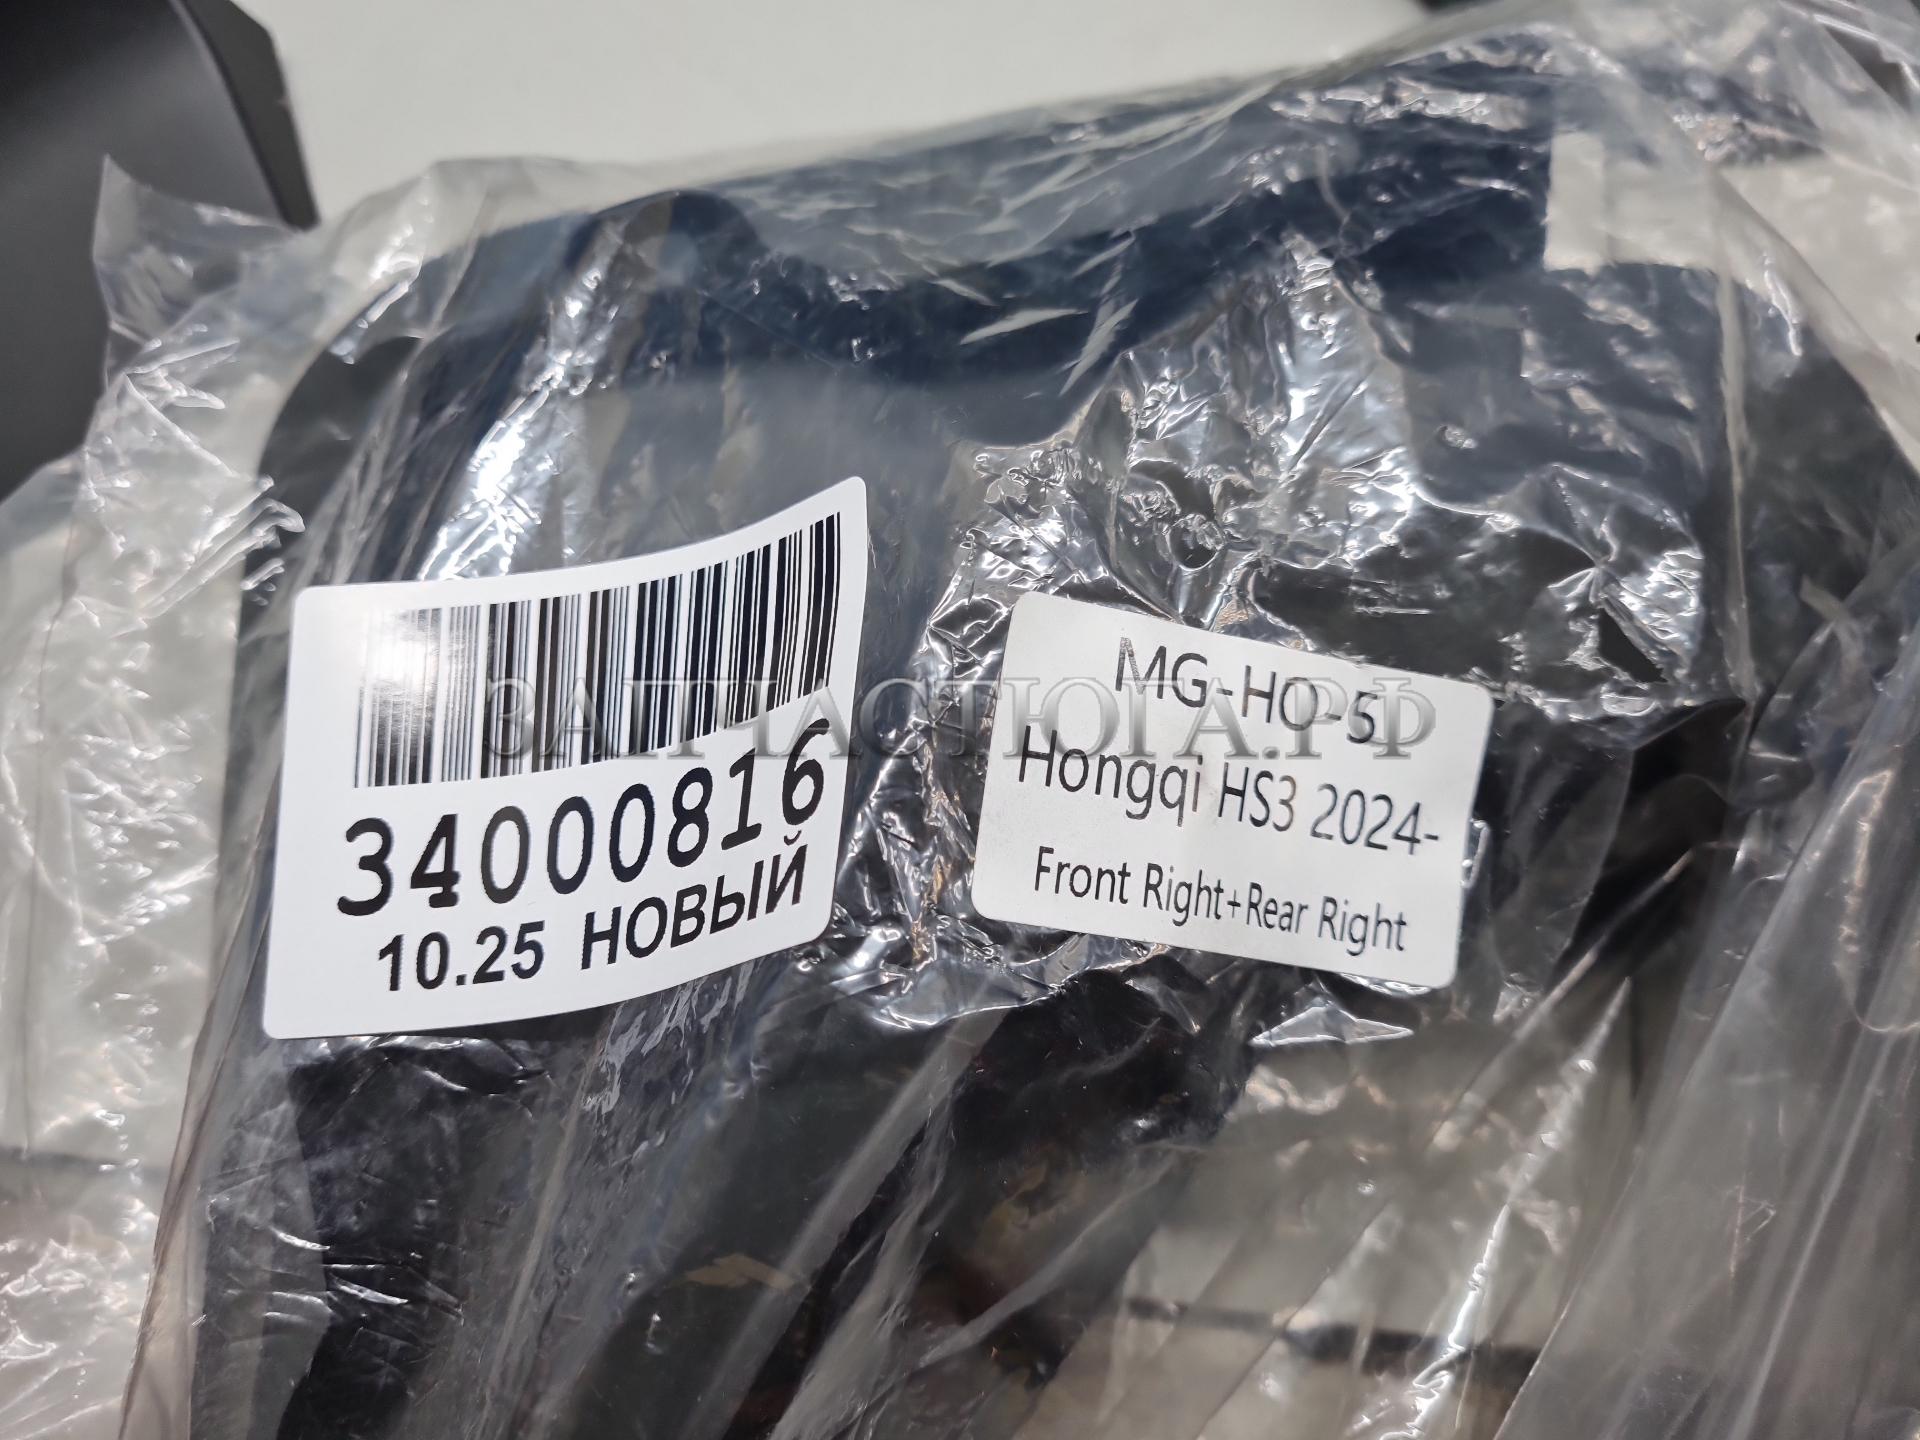 34000816
10.25 НОВЫЙ
MG-HO-5
Hongqi HS3 2024-
Front Right+Rear Right
ЗАПЧАСТЮГА.РФ